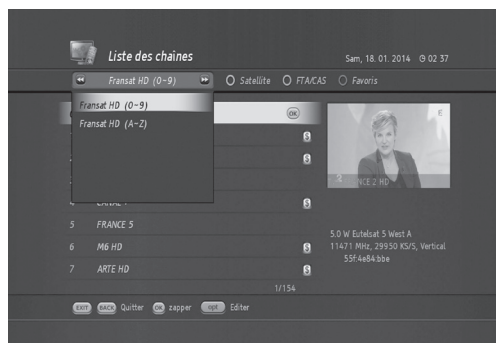 Liste des chaînes
Sam, 18. 01. 2014 02 37
Fransat HD (0-9) Satellite FTA/CAS Favoris
Fransat HD (0-9)
OK
Fransat HD (A-Z)
$
$
NCE 2 HD
4 CANAL+ $
5 FRANCE 5
5.0 W Eutelsat 5 West A
6 M6 HD $
11471 MHz, 29950 KS/S, Vertical
55f:4e84:bbe
7 ARTE HD $
1/154
EXIT BACK Quitter OK zapper opt Editer